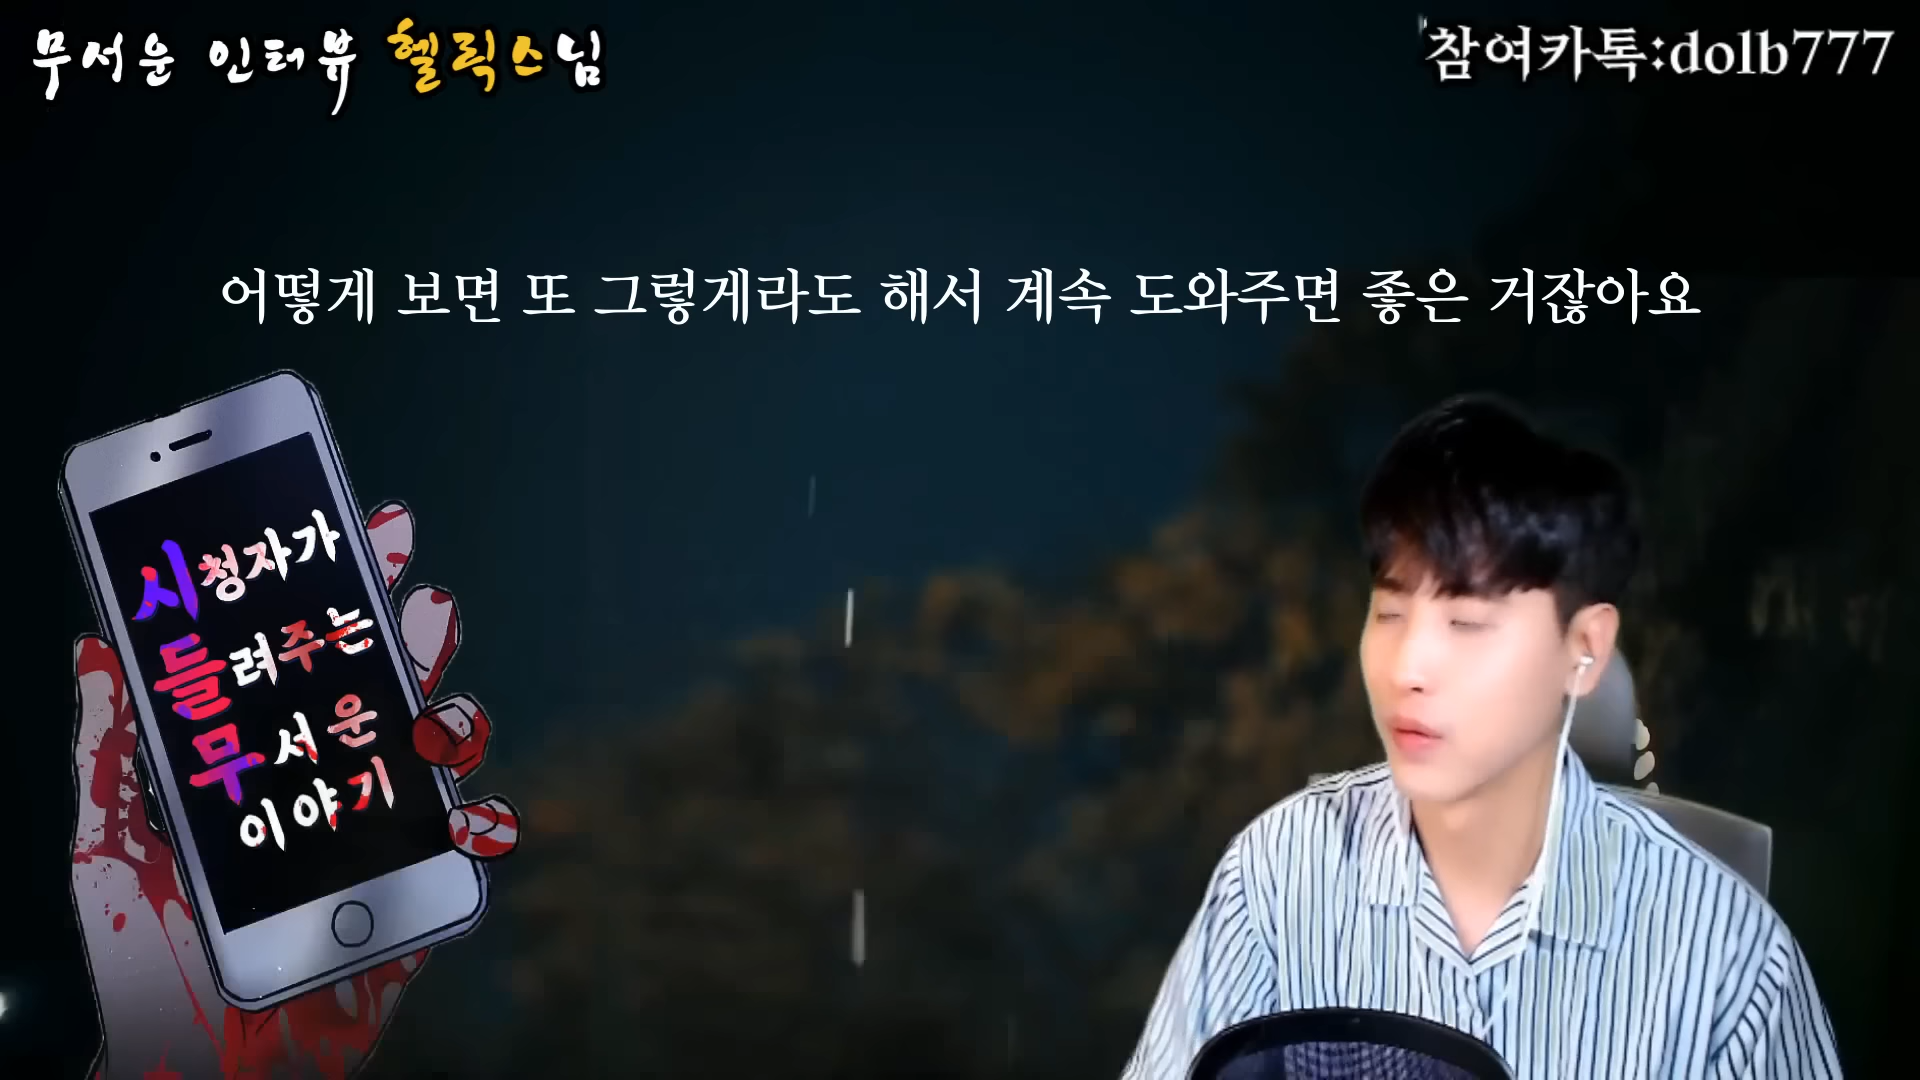 무서운 인터뷰 헬릭스님
참여카톡:dolb777
어떻게 보면 또 그렇게라도 해서 계속 도와주면 좋은 거잖아요
시청자가
들려주는
무서운
이야기